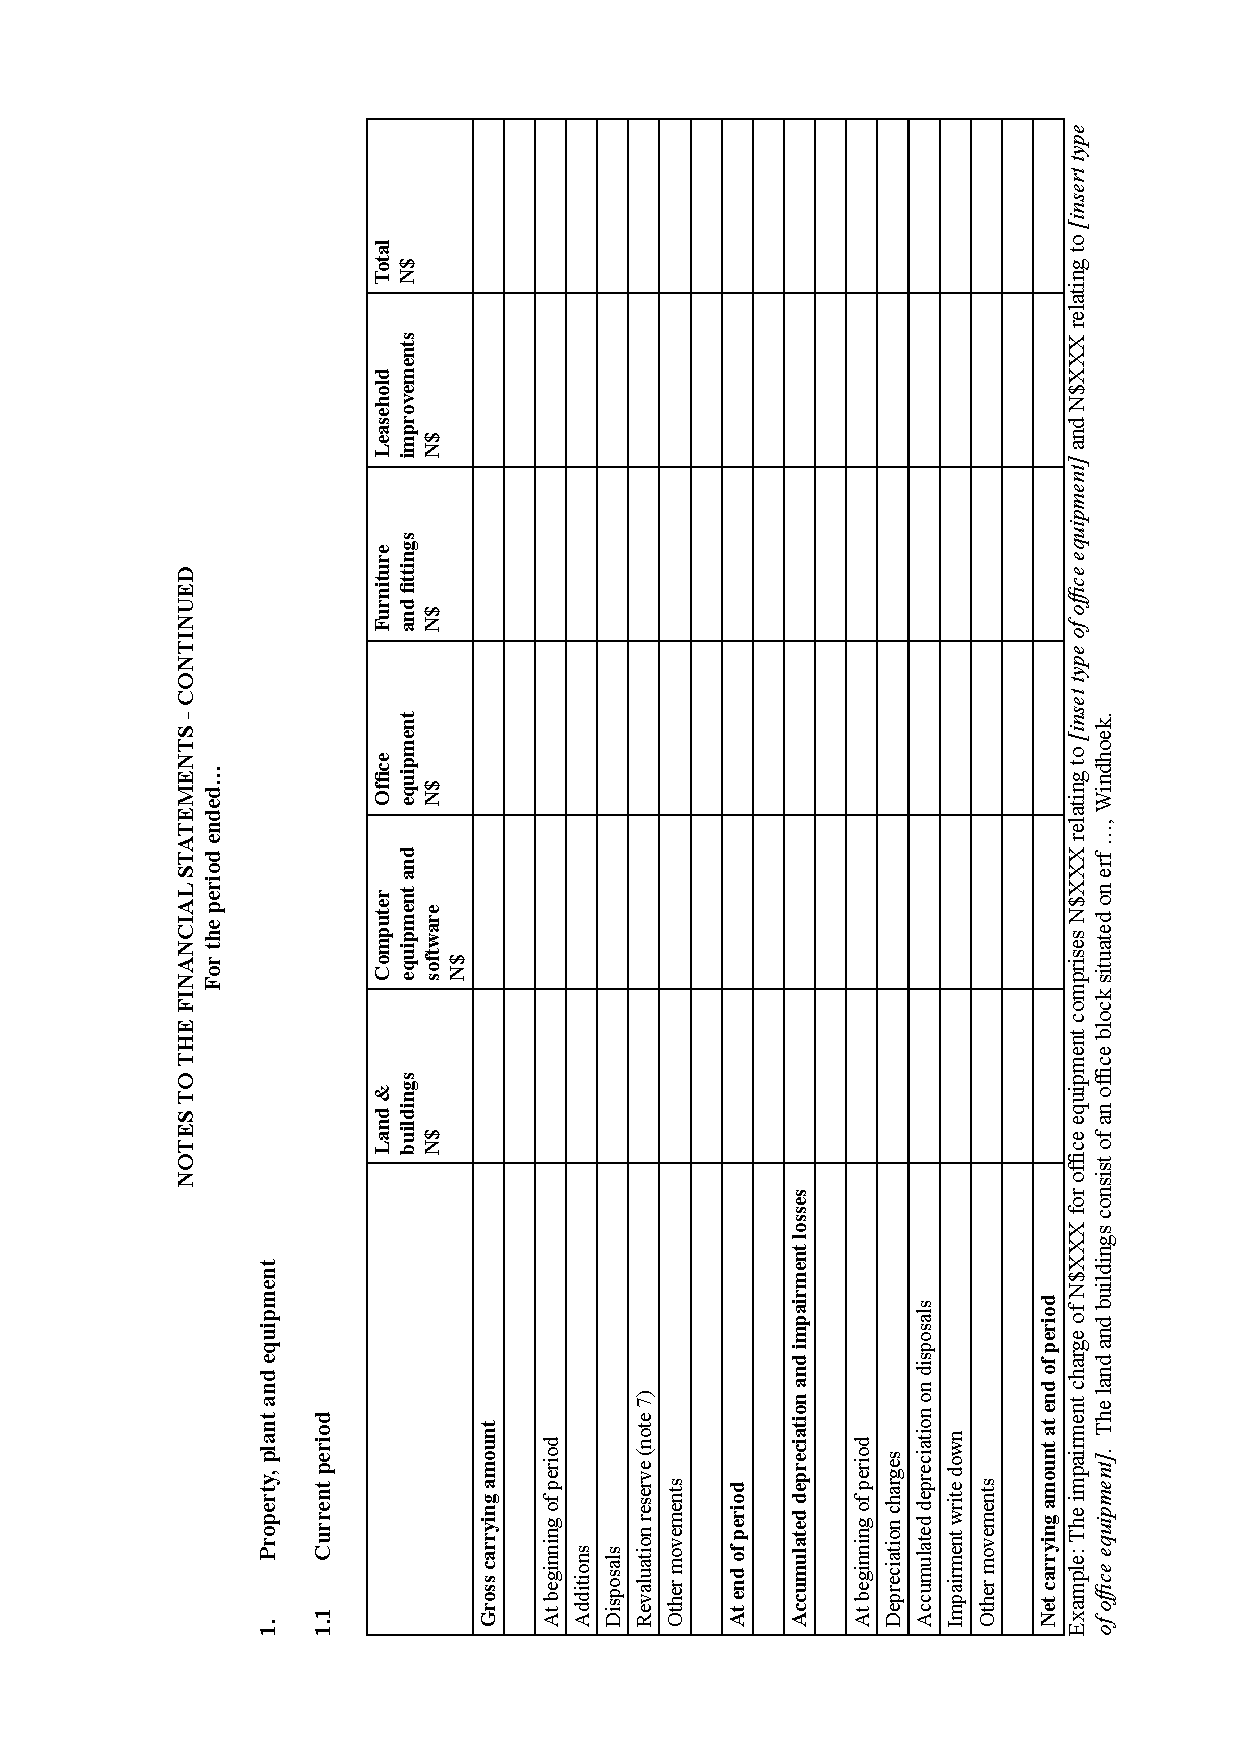 NOTES TO THE FINANCIAL STATEMENTS - CONTINUED
For the period ended…
1. Property, plant and equipment
1.1 Current period
Land &
buildings
N$
Computer
equipment and
software
N$
Office
equipment
N$
Furniture
and fittings
N$
Leasehold
improvements
N$
Total
N$
Gross carrying amount
At beginning of period
Additions
Disposals
Revaluation reserve (note 7)
Other movements
At end of period
Accumulated depreciation and impairment losses
At beginning of period
Depreciation charges
Accumulated depreciation on disposals
Impairment write down
Other movements
Net carrying amount at end of period
Example: The impairment charge of N$XXX for office equipment comprises N$XXX relating to [inset type of office equipment] and N$XXX relating to [insert type
of office equipment]. The land and buildings consist of an office block situated on erf …, Windhoek.